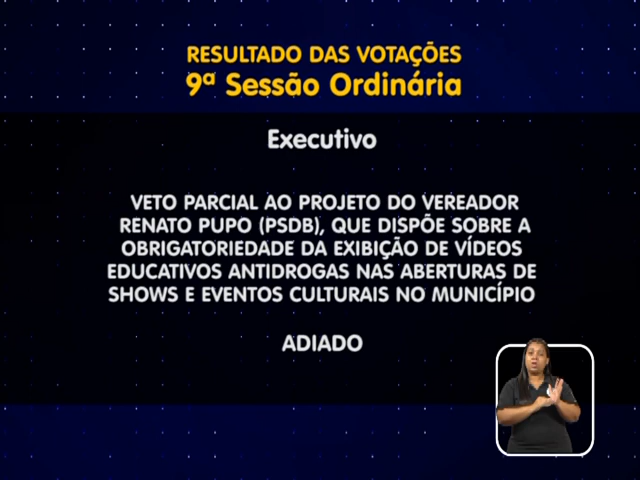 RESULTADO DAS VOTAÇÕES
9ª Sessão Ordinária
Executivo
VETO PARCIAL AO PROJETO DO VEREADOR
RENATO PUPO (PSDB), QUE DISPÕE SOBRE A
OBRIGATORIEDADE DA EXIBIÇÃO DE VÍDEOS
EDUCATIVOS ANTIDROGAS NAS ABERTURAS DE
SHOWS E EVENTOS CULTURAIS NO MUNICÍPIO
ADIADO